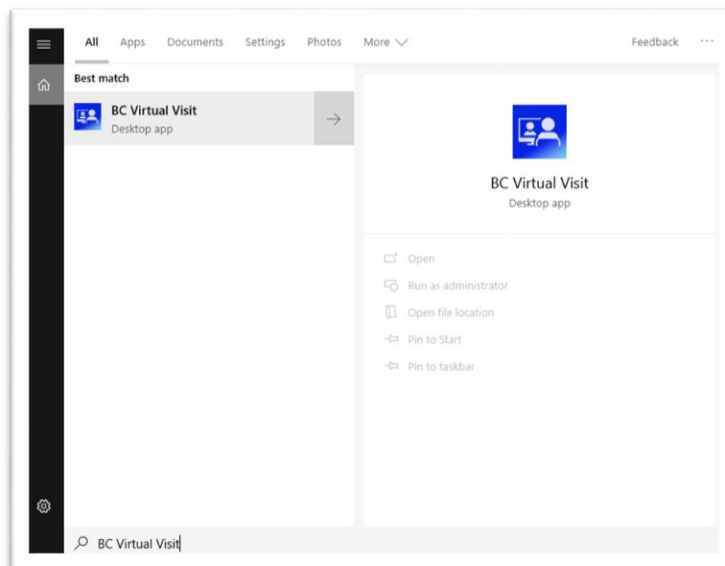 All Apps Documents Settings Photos More Feedback ...
Best match
BC Virtual Visit
Desktop app
BC Virtual Visit
Desktop app
Open
Run as administrator
Open file location
Pin to Start
Pin to taskbar
BC Virtual Visit